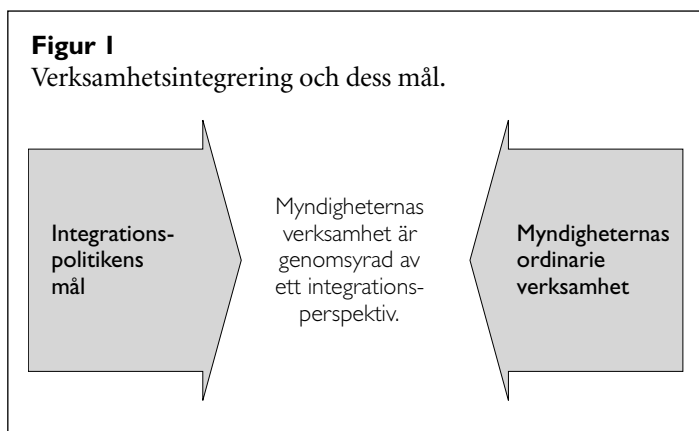 Figur 1
Verksamhetsintegrering och dess mål.
Integrations-
politikens
mål
Myndigheternas
verksamhet är
genomsyrad av
ett integrations-
perspektiv.
Myndigheternas
ordinarie
verksamhet